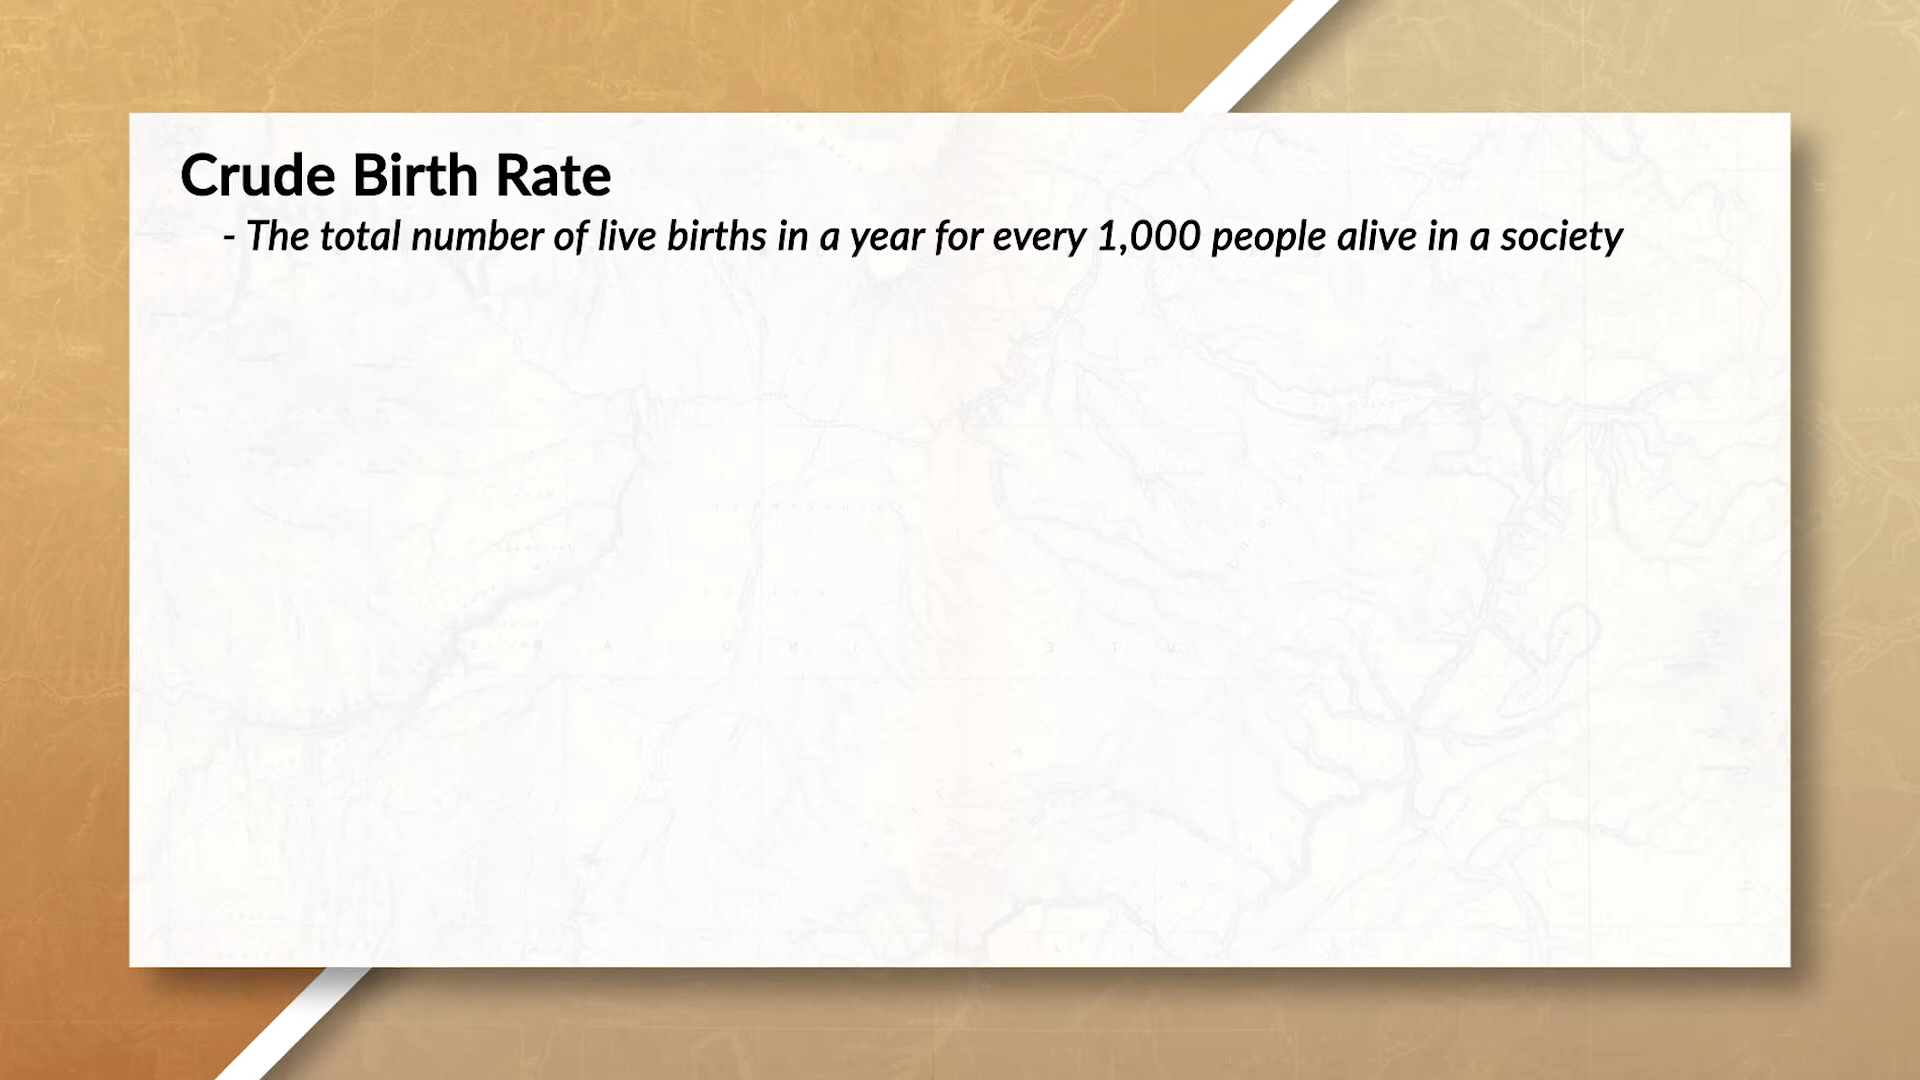 Crude Birth Rate
- The total number of live births in a year for every 1,000 people alive in a society